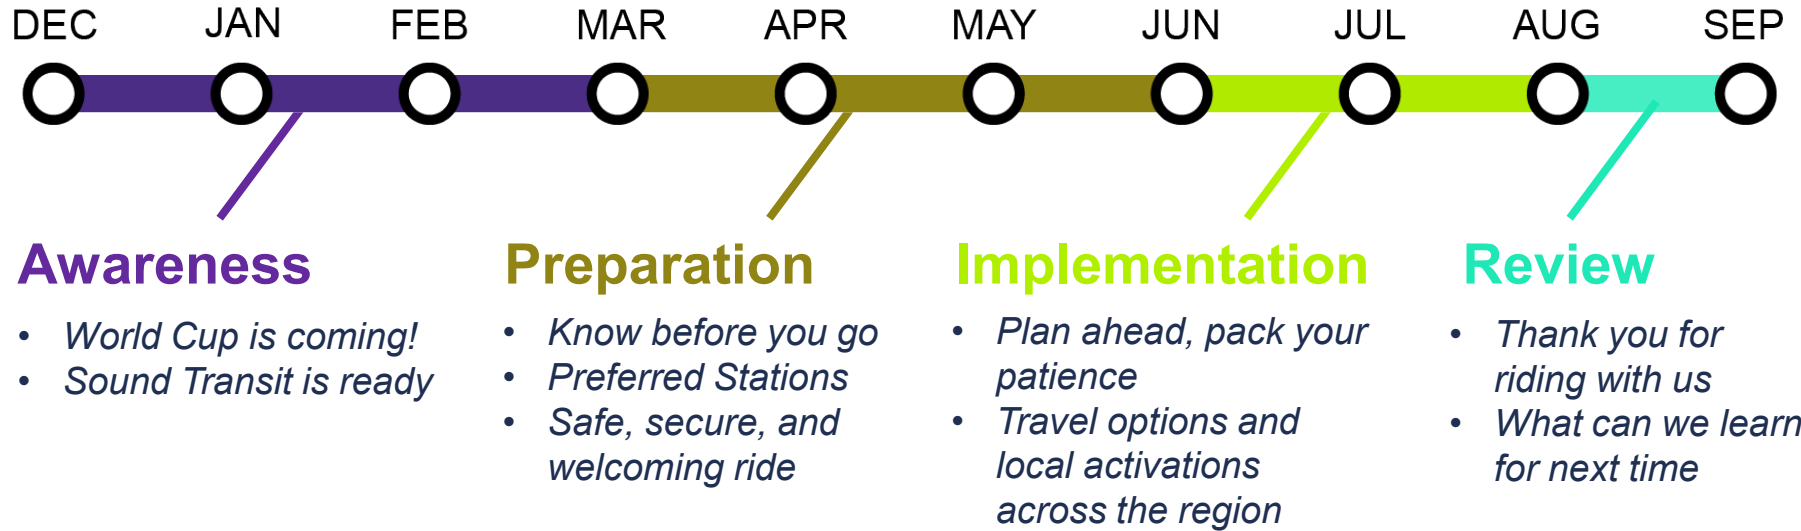 DEC JAN FEB MAR APR MAY JUN JUL AUG SEP
Awareness
• World Cup is coming!
• Sound Transit is ready
Preparation
• Know before you go
• Preferred Stations
• Safe, secure, and
welcoming ride
Implementation
• Plan ahead, pack your
patience
• Travel options and
local activations
across the region
Review
• Thank you for
riding with us
• What can we learn
for next time